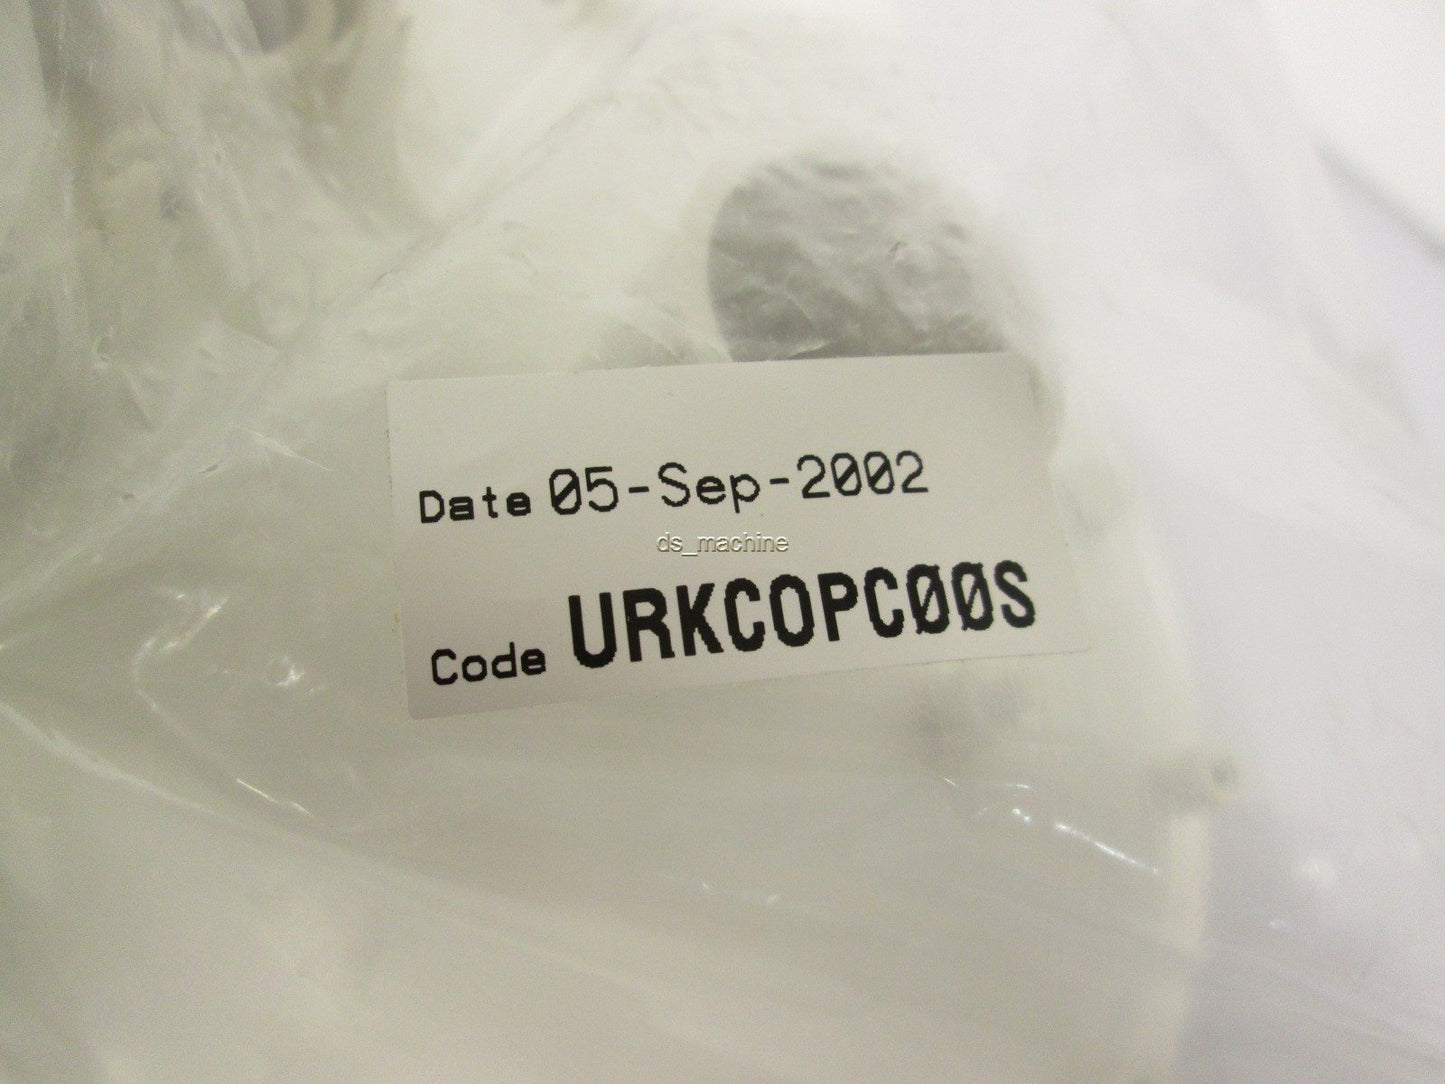 Date 05-Sep-2002
ds_machine
Code URKCOPC00S